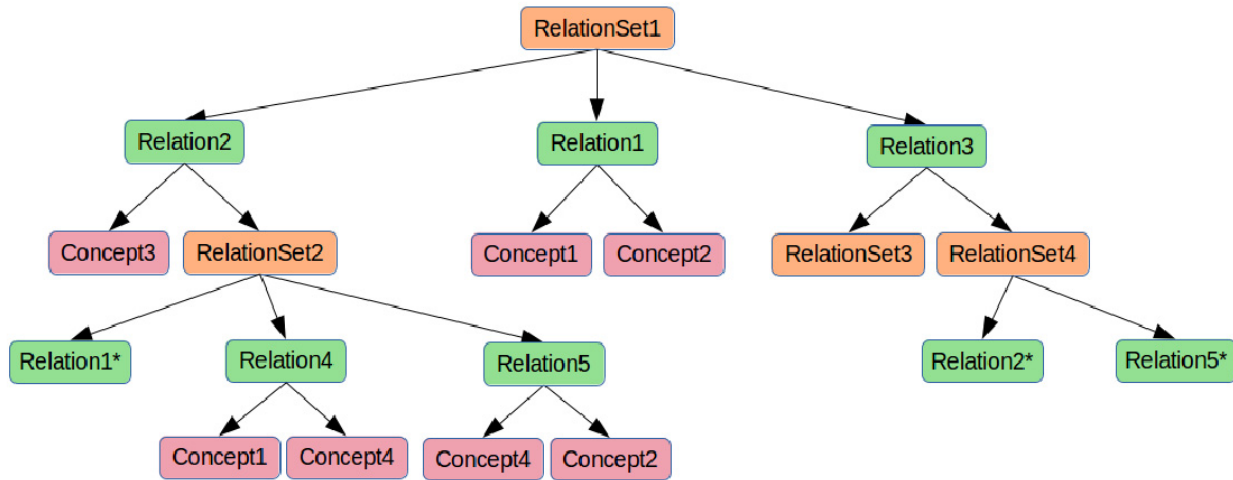 RelationSet1
Relation2
Relation1
Relation3
Concept3
RelationSet2
Concept1
Concept2
RelationSet3
RelationSet4
Relation1*
Relation4
Relation5
Relation2*
Relation5*
Concept1
Concept4
Concept4
Concept2